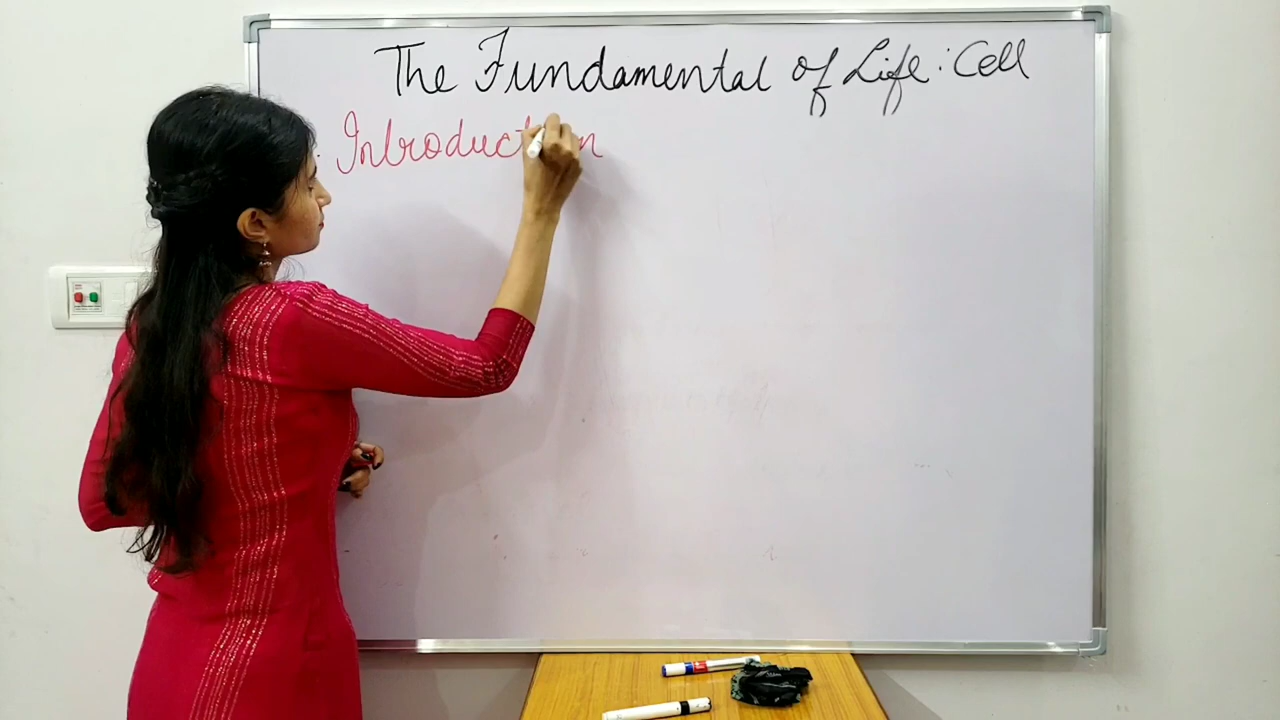 The Fundamental of Life : Cell
Introduction